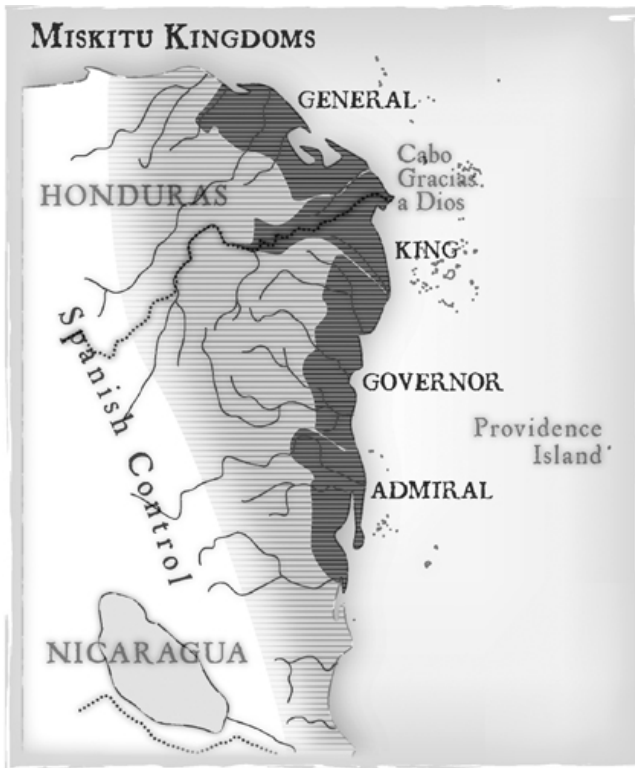 MISKITU KINGDOMS
GENERAL
Cabo
Gracias
a Dios
HONDURAS
KING
Spanish Control
GOVERNOR
Providence
Island
ADMIRAL
NICARAGUA